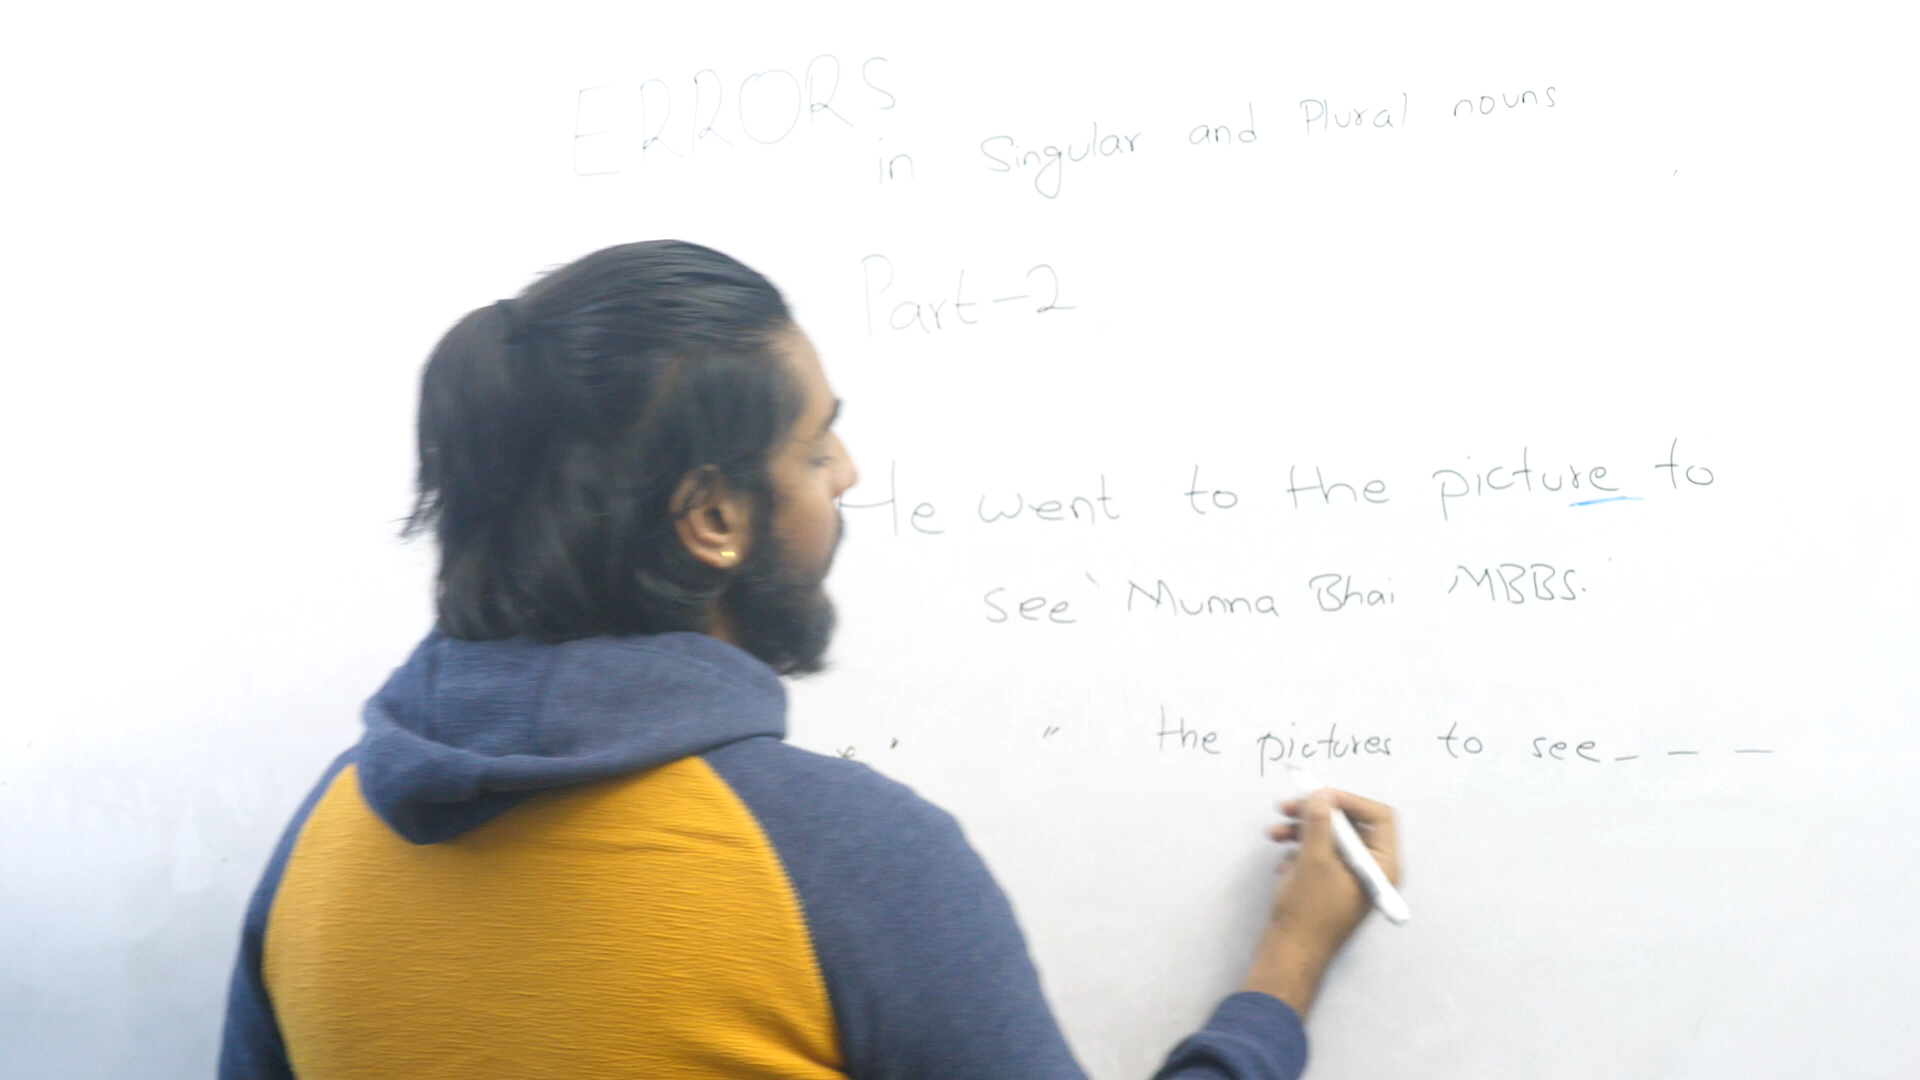 ERRORS
in Singular and Plural nouns
Part-2
He went to the picture to
see 'Munna Bhai MBBS.'
" " the pictures to see - - -